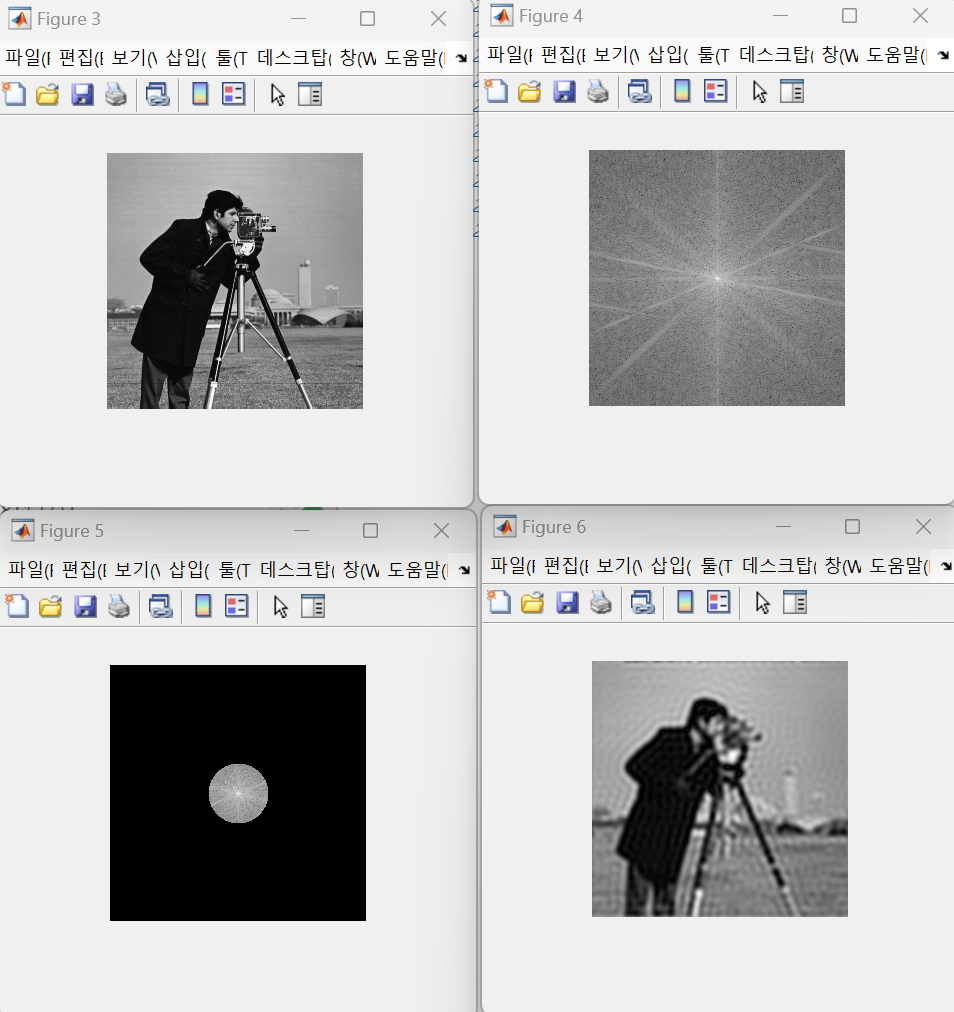 Figure 3
파일(F 편집(E 보기(V 삽입( 툴(T 데스크탑( 창(W 도움말(
Figure 4
파일(F 편집(E 보기(V 삽입( 툴(T 데스크탑( 창(W 도움말(
Figure 5
파일(F 편집(E 보기(V 삽입( 툴(T 데스크탑( 창(W 도움말(
Figure 6
파일(F 편집(E 보기(V 삽입( 툴(T 데스크탑( 창(W 도움말(